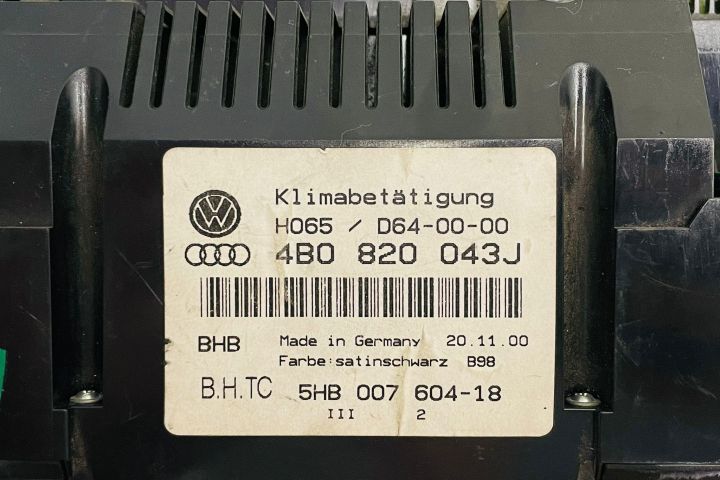 Klimabetätigung
H065 / D64-00-00
4B0 820 043J
BHB Made in Germany 20.11.00
Farbe:satinschwarz B98
B.H.TC 5HB 007 604-18
III 2